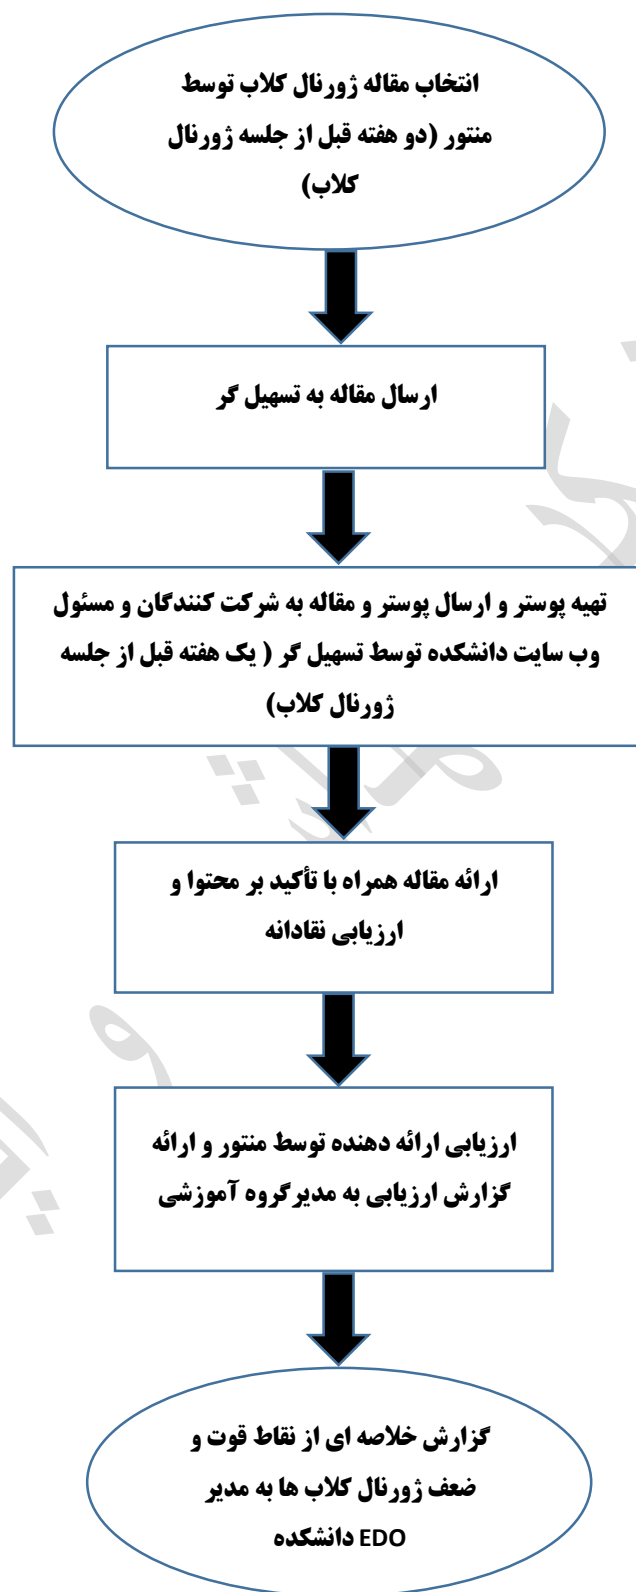 انتخاب مقاله ژورنال کلاب توسط
منتور (دو هفته قبل از جلسه ژورنال
کلاب)
ارسال مقاله به تسهیل گر
تهیه پوستر و ارسال پوستر و مقاله به شرکت کنندگان و مسئول
وب سایت دانشکده توسط تسهیل گر ( یک هفته قبل از جلسه
ژورنال کلاب)
ارائه مقاله همراه با تأکید بر محتوا و
ارزیابی نقادانه
ارزیابی ارائه دهنده توسط منتور و ارائه
گزارش ارزیابی به مدیرگروه آموزشی
گزارش خلاصه ای از نقاط قوت و
ضعف ژورنال کلاب ها به مدیر
EDO دانشکده